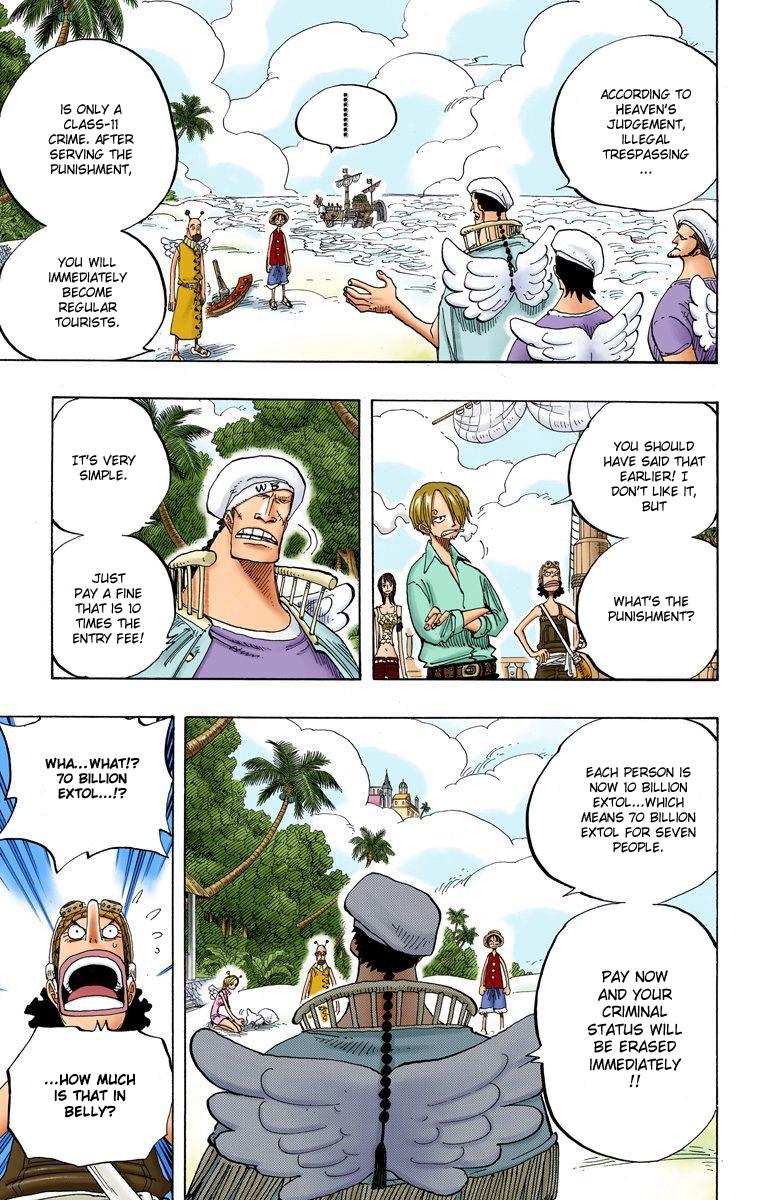 ACCORDING TO
HEAVEN'S
JUDGEMENT,
ILLEGAL
TRESPASSING
...
IS ONLY A
CLASS-11
CRIME. AFTER
SERVING THE
PUNISHMENT,
YOU WILL
IMMEDIATELY
BECOME
REGULAR
TOURISTS.
YOU SHOULD
HAVE SAID THAT
EARLIER! I
DON'T LIKE IT,
BUT
WHAT'S THE
PUNISHMENT?
IT'S VERY
SIMPLE.
WB
JUST
PAY A FINE
THAT IS 10
TIMES THE
ENTRY FEE!
EACH PERSON IS
NOW 10 BILLION
EXTOL...WHICH
MEANS 70 BILLION
EXTOL FOR SEVEN
PEOPLE.
PAY NOW
AND YOUR
CRIMINAL
STATUS WILL
BE ERASED
IMMEDIATELY
!!
WHA...WHAT!?
70 BILLION
EXTOL...!?
...HOW MUCH
IS THAT IN
BELLY?